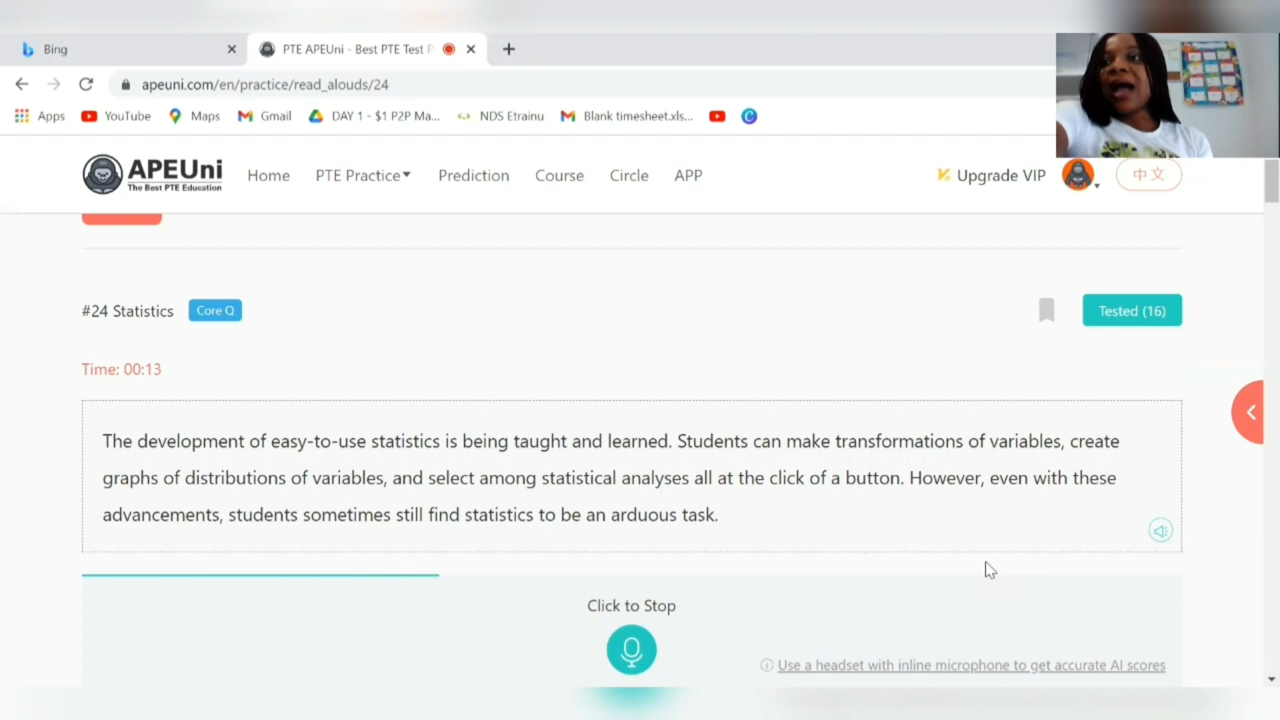 Bing
PTE APEUni - Best PTE Test P
apeuni.com/en/practice/read_alouds/24
Apps YouTube Maps Gmail DAY 1 - $1 P2P Ma... NDS Etrainu Blank timesheet.xls...
APEUni
The Best PTE Education
Home PTE Practice Prediction Course Circle APP Upgrade VIP 中文
#24 Statistics Core Q Tested (16)
Time: 00:13
The development of easy-to-use statistics is being taught and learned. Students can make transformations of variables, create
graphs of distributions of variables, and select among statistical analyses all at the click of a button. However, even with these
advancements, students sometimes still find statistics to be an arduous task.
Click to Stop
Use a headset with inline microphone to get accurate AI scores